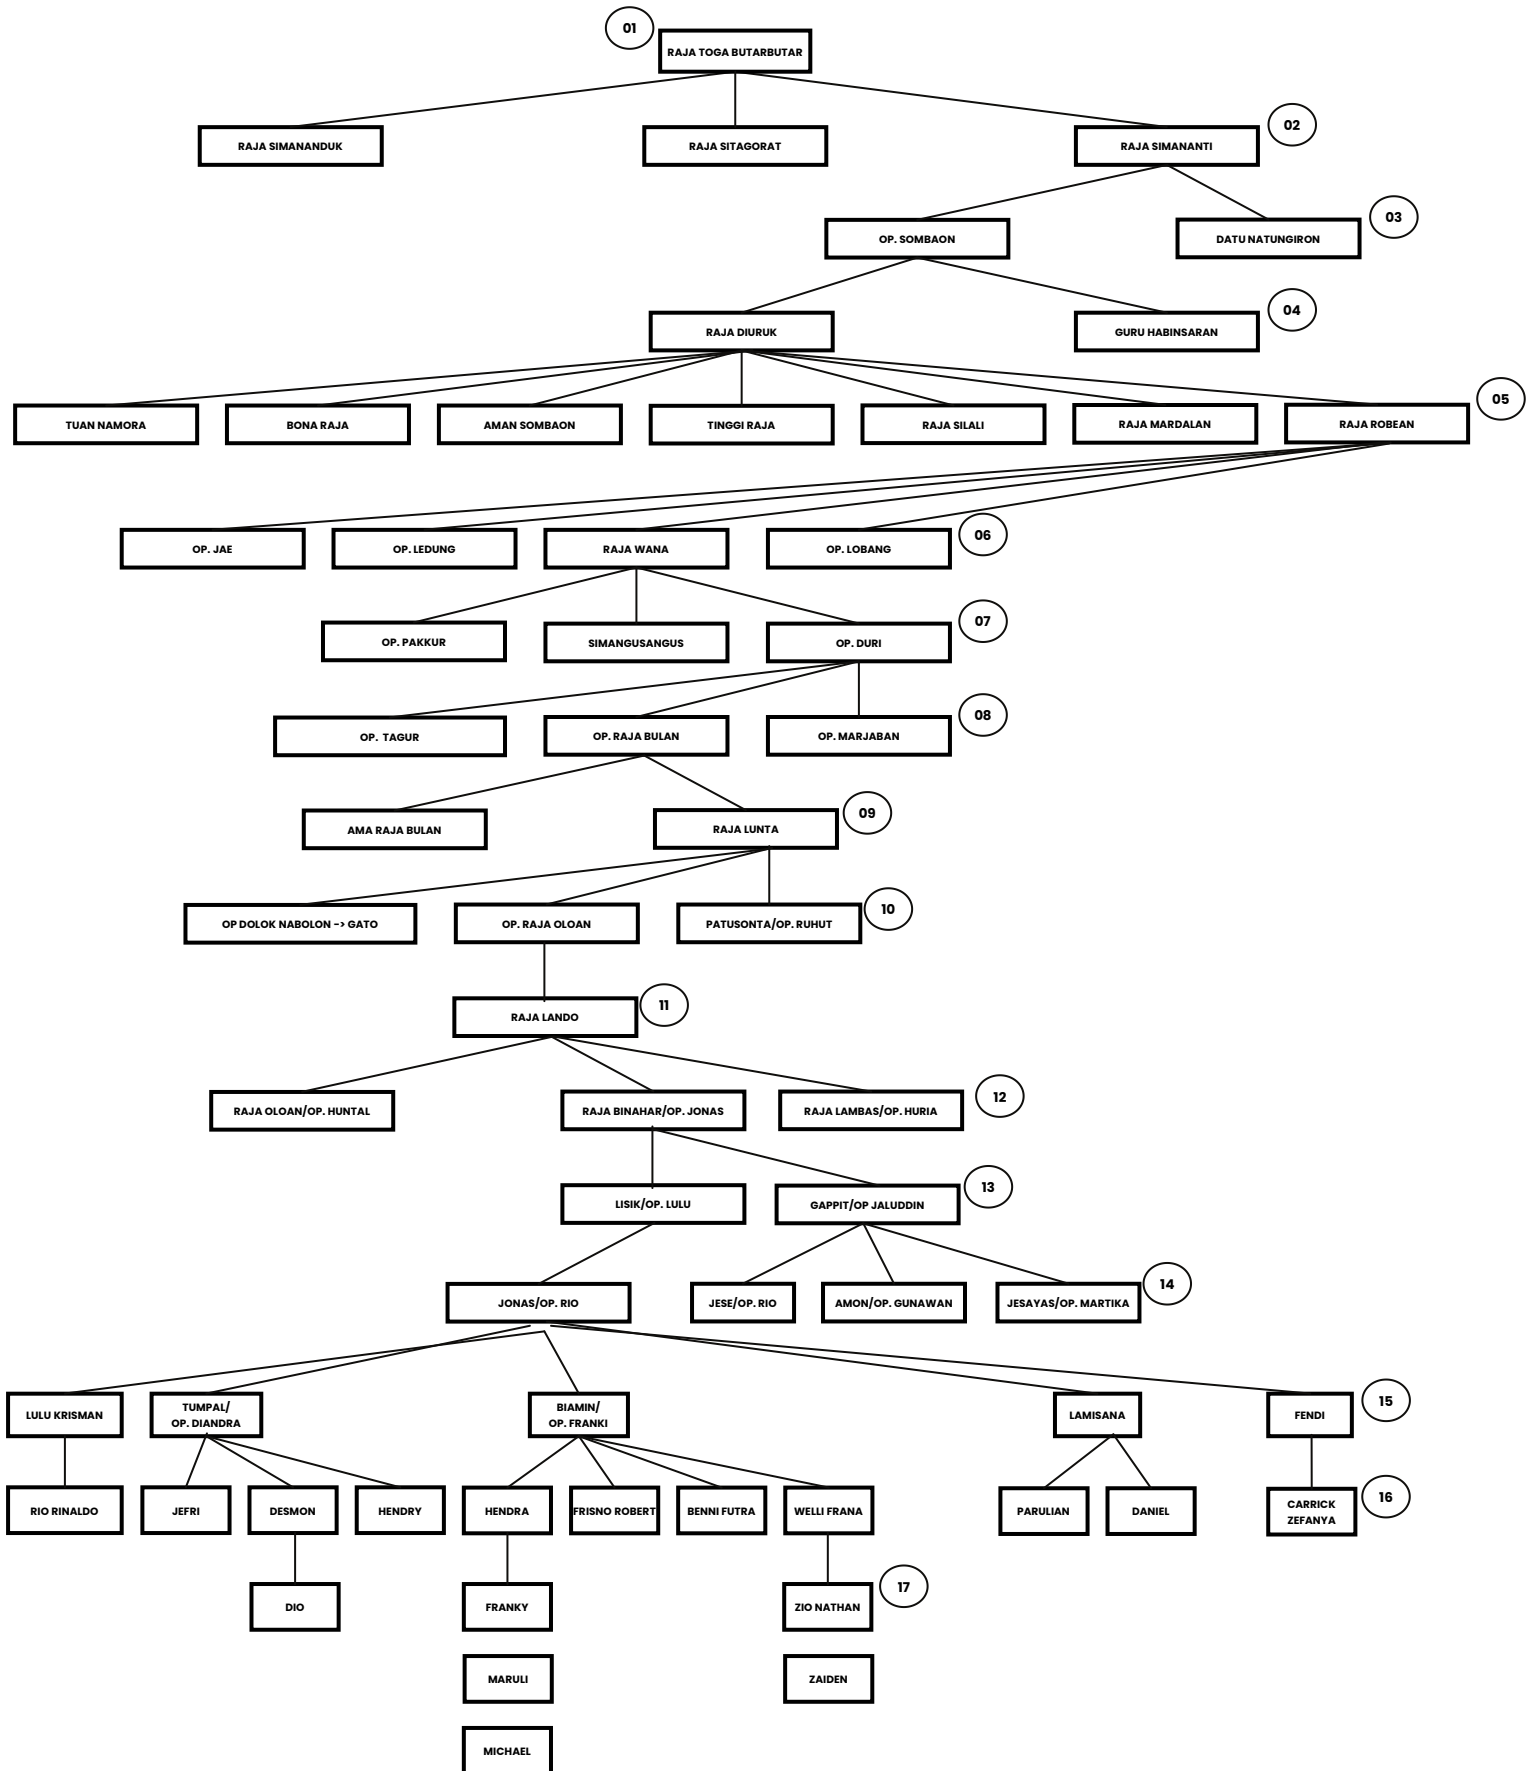 01
RAJA TOGA BUTARBUTAR
02
RAJA SIMANANDUK
RAJA SITAGORAT
RAJA SIMANANTI
03
OP. SOMBAON
DATU NATUNGIRON
04
RAJA DIURUK
GURU HABINSARAN
05
TUAN NAMORA
BONA RAJA
AMAN SOMBAON
TINGGI RAJA
RAJA SILALI
RAJA MARDALAN
RAJA ROBEAN
06
OP. JAE
OP. LEDUNG
RAJA WANA
OP. LOBANG
07
OP. PAKKUR
SIMANGUSANGUS
OP. DURI
08
OP. TAGUR
OP. RAJA BULAN
OP. MARJABAN
09
AMA RAJA BULAN
RAJA LUNTA
10
OP DOLOK NABOLON -> GATO
OP. RAJA OLOAN
PATUSONTA/OP. RUHUT
11
RAJA LANDO
12
RAJA OLOAN/OP. HUNTAL
RAJA BINAHAR/OP. JONAS
RAJA LAMBAS/OP. HURIA
13
LISIK/OP. LULU
GAPPIT/OP JALUDDIN
14
JONAS/OP. RIO
JESE/OP. RIO
AMON/OP. GUNAWAN
JESAYAS/OP. MARTIKA
15
LULU KRISMAN
TUMPAL/
OP. DIANDRA
BIAMIN/
OP. FRANKI
LAMISANA
FENDI
16
RIO RINALDO
JEFRI
DESMON
HENDRY
HENDRA
FRISNO ROBERT
BENNI FUTRA
WELLI FRANA
PARULIAN
DANIEL
CARRICK
ZEFANYA
17
DIO
FRANKY
ZIO NATHAN
MARULI
ZAIDEN
MICHAEL